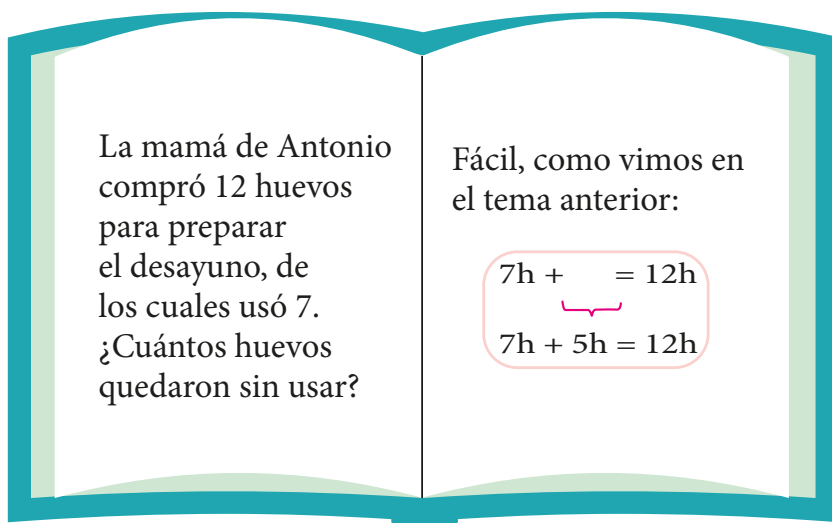 La mamá de Antonio
compró 12 huevos
para preparar
el desayuno, de
los cuales usó 7.
¿Cuántos huevos
quedaron sin usar?
Fácil, como vimos en
el tema anterior:
7h + = 12h
7h + 5h = 12h